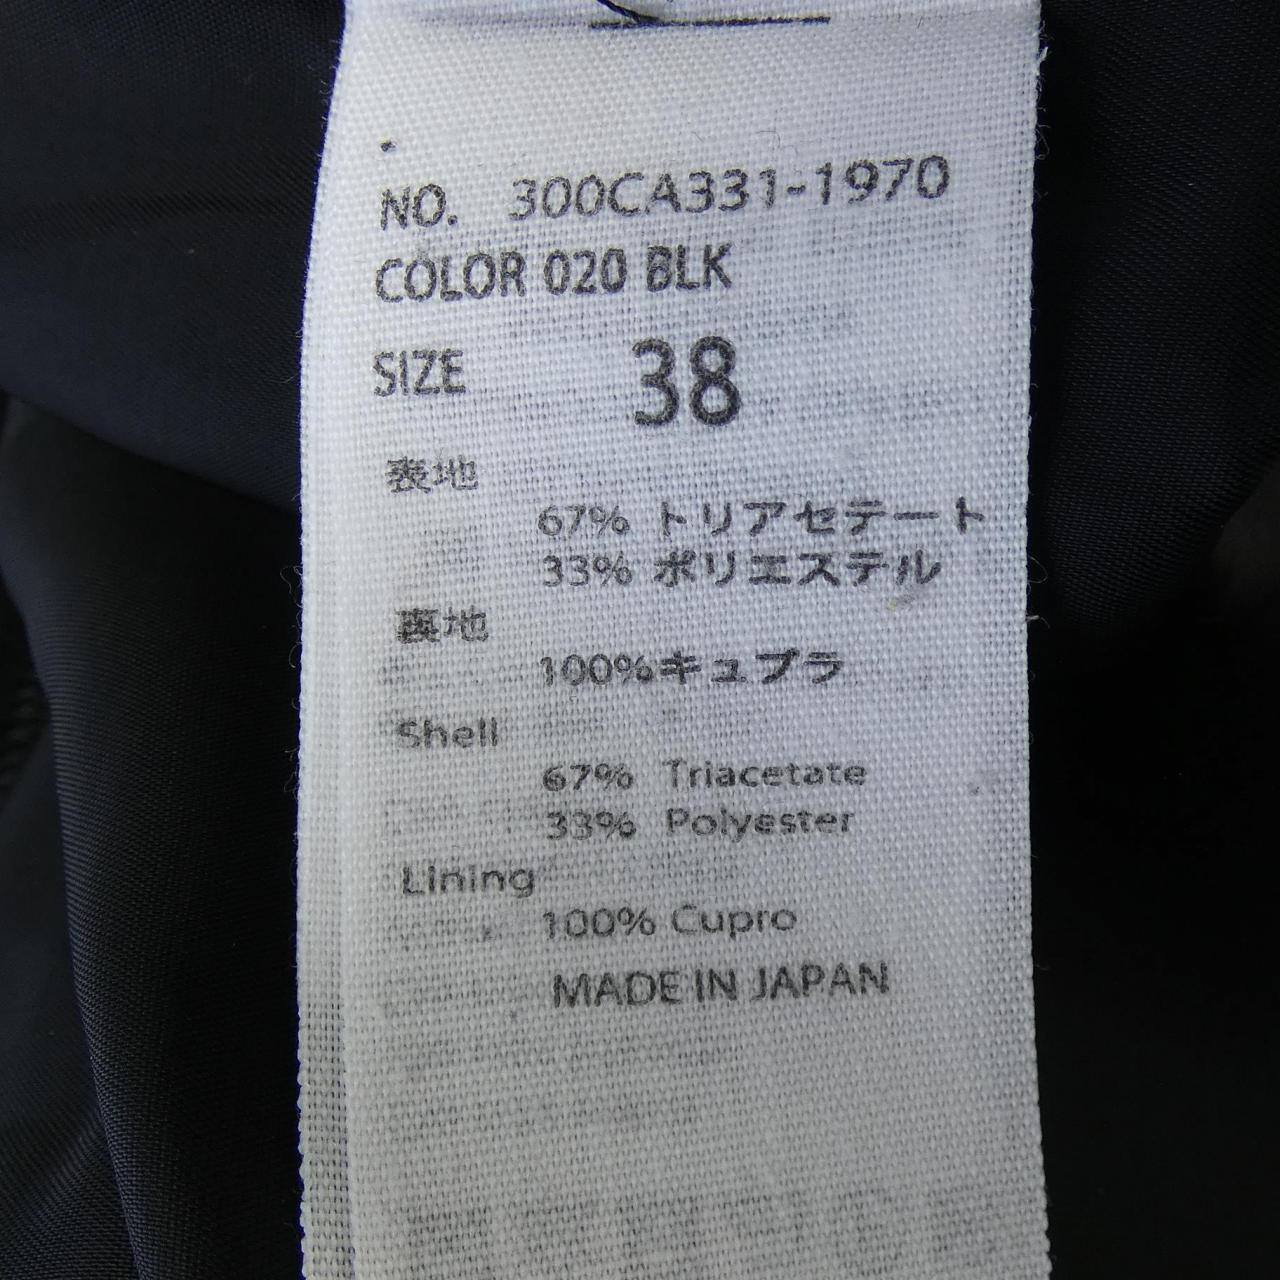 NO. 300CA331-1970
COLOR 020 BLK
SIZE 38
表地
67% トリアセテート
33% ポリエステル
裏地
100%キュプラ
Shell
67% Triacetate
33% Polyester
Lining
100% Cupro
MADE IN JAPAN